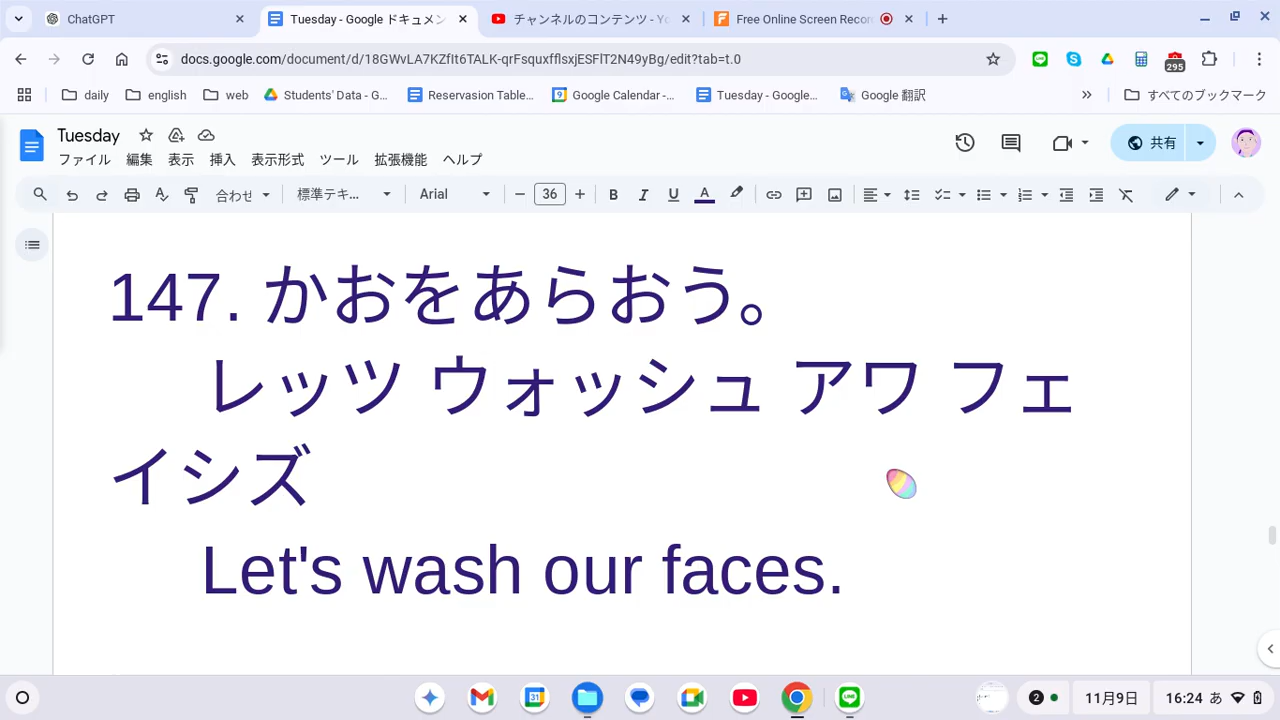 ChatGPT
Tuesday - Google ドキュメン
チャンネルのコンテンツ - Yo
Free Online Screen Recor
docs.google.com/document/d/13GWvLA7KZfIt6TALK-qrFsquxfflsxjESFlT2N49yBg/edit?tab=t.0
295
daily
english
web
Students' Data - G...
Reservasion Table...
Google Calendar -...
Tuesday - Google...
Google 翻訳
»
すべてのブックマーク
Tuesday
ファイル 編集 表示 挿入 表示形式 ツール 拡張機能 ヘルプ
共有
合わせ
標準テキ...
Arial
36
B I U A
147. かおをあらおう。
レッツ ウォッシュ アワ フェ
イシズ
Let's wash our faces.
31
2
11月9日
16:24 あ